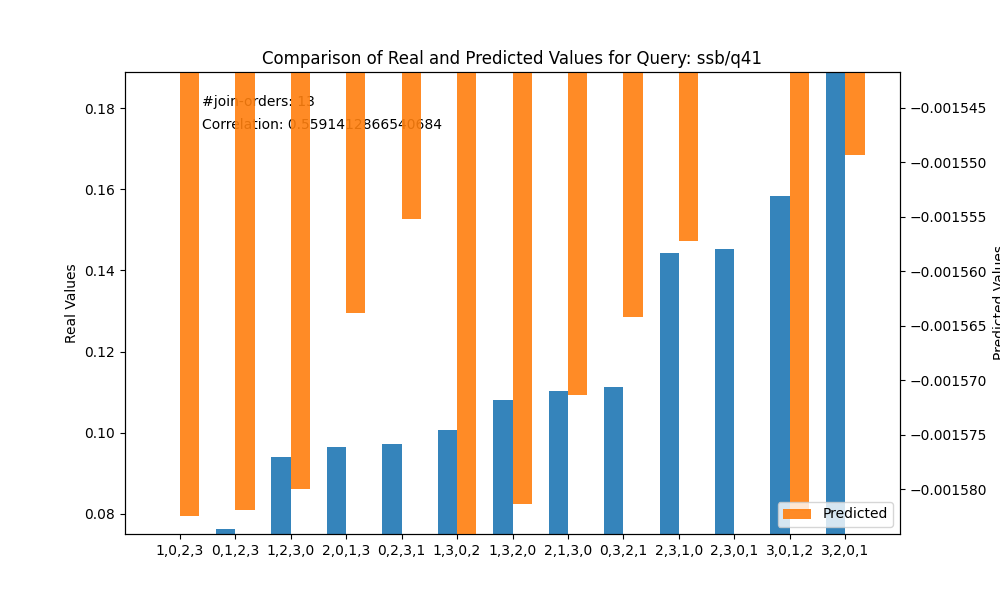 Comparison of Real and Predicted Values for Query: ssb/q41
#join-orders: 13
Correlation: 0.5591412866540684
Real Values
0.18
0.16
0.14
0.12
0.10
0.08
−0.001545
−0.001550
−0.001555
−0.001560
−0.001565
−0.001570
−0.001575
−0.001580
Predicted Values
Predicted
1,0,2,3 0,1,2,3 1,2,3,0 2,0,1,3 0,2,3,1 1,3,0,2 1,3,2,0 2,1,3,0 0,3,2,1 2,3,1,0 2,3,0,1 3,0,1,2 3,2,0,1